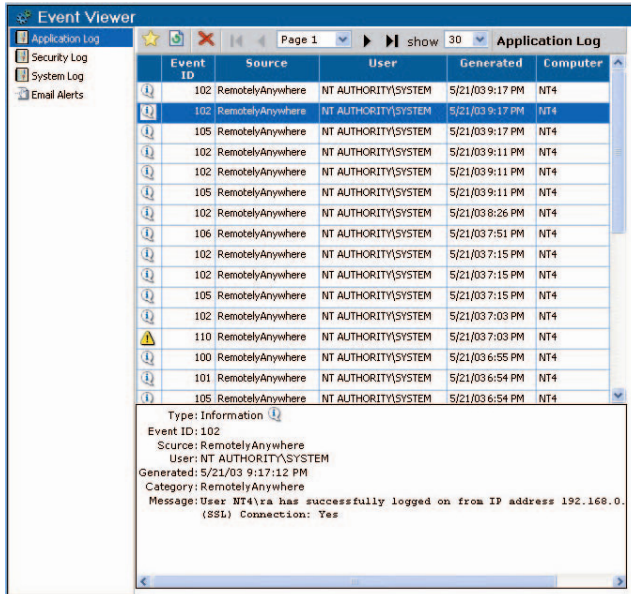 Event Viewer
Application Log
Security Log
System Log
Email Alerts
Page 1 show 30 Application Log
Event ID Source User Generated Computer
102 RemotelyAnywhere NT AUTHORITY\SYSTEM 5/21/03 9:17 PM NT4
102 RemotelyAnywhere NT AUTHORITY\SYSTEM 5/21/03 9:17 PM NT4
105 RemotelyAnywhere NT AUTHORITY\SYSTEM 5/21/03 9:17 PM NT4
102 RemotelyAnywhere NT AUTHORITY\SYSTEM 5/21/03 9:11 PM NT4
102 RemotelyAnywhere NT AUTHORITY\SYSTEM 5/21/03 9:11 PM NT4
105 RemotelyAnywhere NT AUTHORITY\SYSTEM 5/21/03 9:11 PM NT4
102 RemotelyAnywhere NT AUTHORITY\SYSTEM 5/21/03 8:26 PM NT4
106 RemotelyAnywhere NT AUTHORITY\SYSTEM 5/21/03 7:51 PM NT4
102 RemotelyAnywhere NT AUTHORITY\SYSTEM 5/21/03 7:15 PM NT4
102 RemotelyAnywhere NT AUTHORITY\SYSTEM 5/21/03 7:15 PM NT4
105 RemotelyAnywhere NT AUTHORITY\SYSTEM 5/21/03 7:15 PM NT4
102 RemotelyAnywhere NT AUTHORITY\SYSTEM 5/21/03 7:03 PM NT4
110 RemotelyAnywhere NT AUTHORITY\SYSTEM 5/21/03 7:03 PM NT4
100 RemotelyAnywhere NT AUTHORITY\SYSTEM 5/21/03 6:55 PM NT4
101 RemotelyAnywhere NT AUTHORITY\SYSTEM 5/21/03 6:54 PM NT4
105 RemotelyAnywhere NT AUTHORITY\SYSTEM 5/21/03 6:54 PM NT4
Type: Information
Event ID: 102
Source: RemotelyAnywhere
User: NT AUTHORITY\SYSTEM
Generated: 5/21/03 9:17:12 PM
Category: RemotelyAnywhere
Message: User NT4\ra has successfully logged on from IP address 192.168.0.
(SSL) Connection: Yes